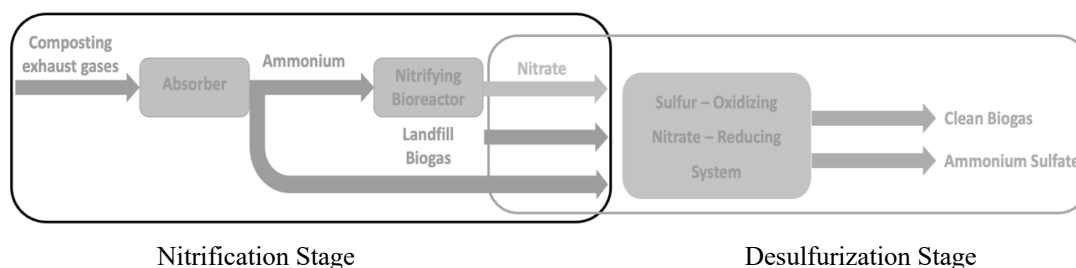 Composting
exhaust gases
Absorber
Ammonium
Nitrifying
Bioreactor
Nitrate
Landfill
Biogas
Sulfur – Oxidizing
Nitrate – Reducing
System
Clean Biogas
Ammonium Sulfate
Nitrification Stage
Desulfurization Stage